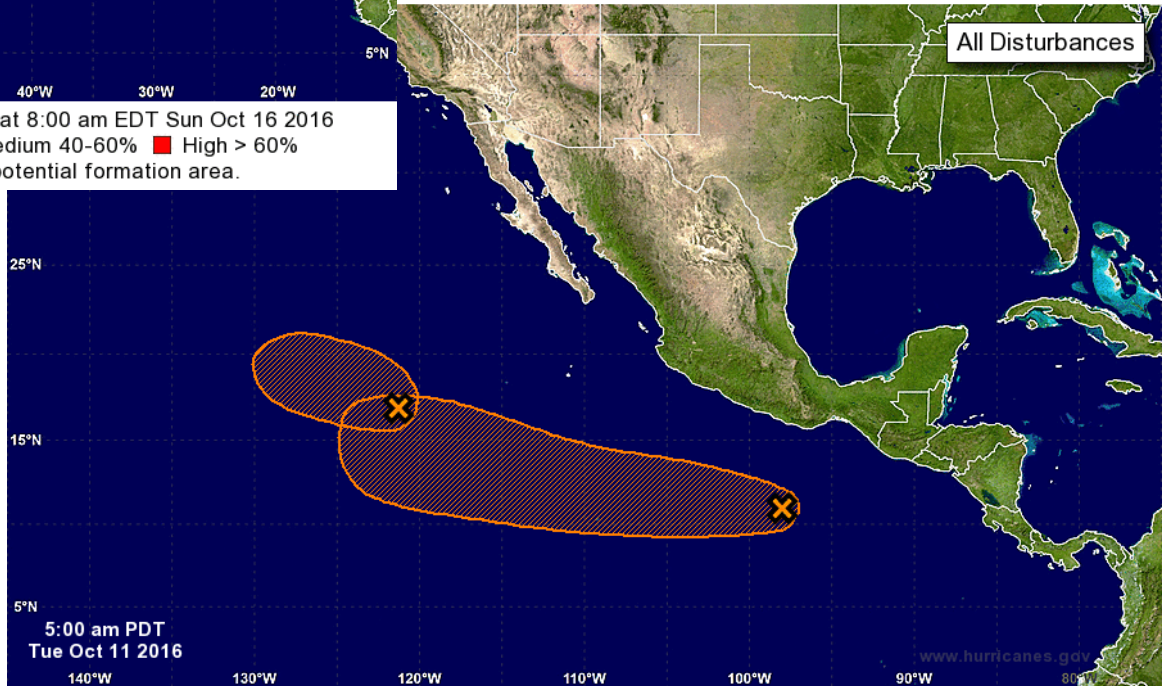 All Disturbances
5°N
40°W 30°W 20°W
at 8:00 am EDT Sun Oct 16 2016
edium 40-60% High > 60%
potential formation area.
25°N
15°N
5°N
5:00 am PDT
Tue Oct 11 2016
www.hurricanes.gov
140°W 130°W 120°W 110°W 100°W 90°W 80°W